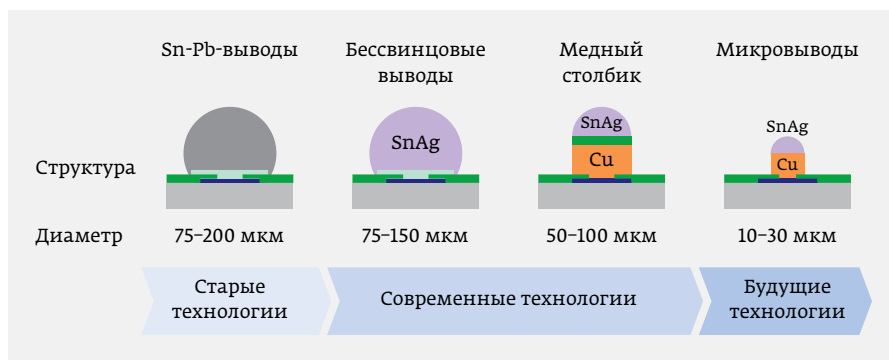 Sn-Pb-выводы
Бессвинцовые
выводы
Медный
столбик
Микровыводы
SnAg
SnAg
SnAg
Cu
Cu
Структура
Диаметр
75–200 мкм
75–150 мкм
50–100 мкм
10–30 мкм
Старые
технологии
Современные технологии
Будущие
технологии